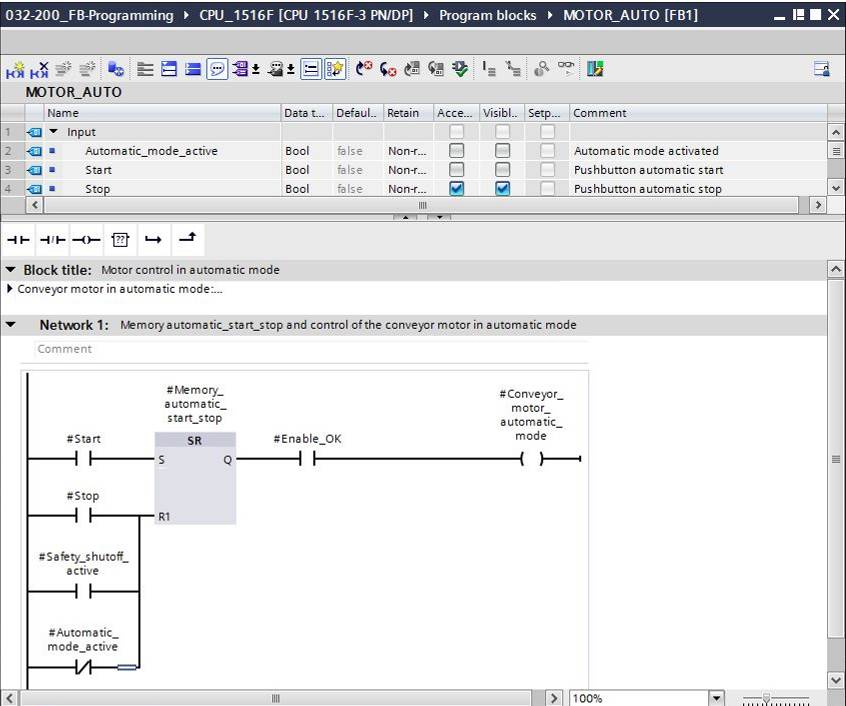 032-200_FB-Programming ▸ CPU_1516F [CPU 1516F-3 PN/DP] ▸ Program blocks ▸ MOTOR_AUTO [FB1]
MOTOR_AUTO
Name Data t... Defaul.. Retain Acce... Visibl.. Setp... Comment
1 Input
2 Automatic_mode_active Bool false Non-r... Automatic mode activated
3 Start Bool false Non-r... Pushbutton automatic start
4 Stop Bool false Non-r... Pushbutton automatic stop
??
Block title: Motor control in automatic mode
Conveyor motor in automatic mode:...
Network 1: Memory automatic_start_stop and control of the conveyor motor in automatic mode
Comment
#Memory_
automatic_
start_stop
#Conveyor_
motor_
automatic_
mode
#Start
SR
#Enable_OK
S Q
#Stop
R1
#Safety_shutoff_
active
#Automatic_
mode_active
100%